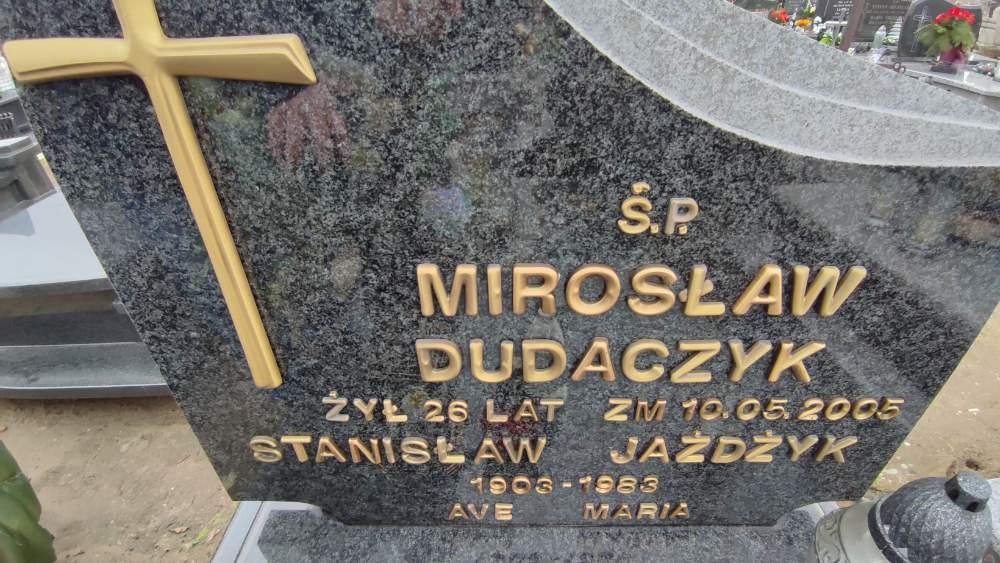 Ś.P.
MIROSŁAW
DUDACZYK
ŻYŁ 26 LAT ZM 10.05.2005
STANISŁAW JAŻDŻYK
1903-1983
AVE MARIA